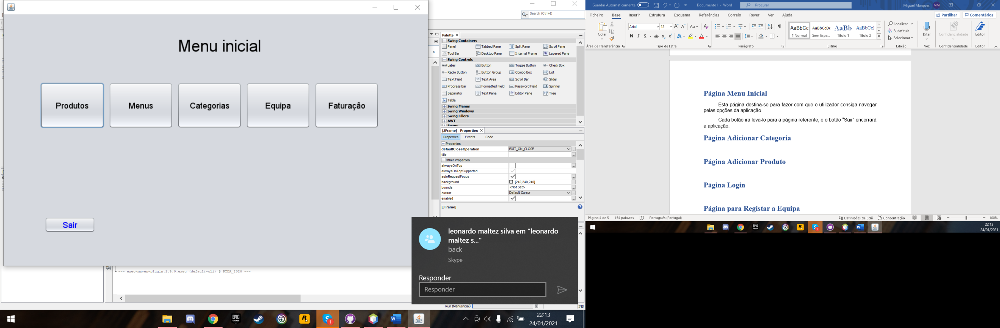 Menu inicial
Produtos
Menus
Categorias
Equipa
Faturação
Sair
--- exec-maven-plugin:1.5.0:exec (default-cli) @ PTDA_2020 ---
Search (Ctrl+I)
Palette
Swing Containers
Panel
Tabbed Pane
Split Pane
Scroll Pane
Tool Bar
Desktop Pane
Internal Frame
Layered Pane
Swing Controls
Label
Button
Toggle Button
Check Box
Radio Button
Button Group
Combo Box
List
Text Field
Text Area
Scroll Bar
Slider
Progress Bar
Formatted Field
Password Field
Spinner
Separator
Text Pane
Editor Pane
Tree
Table
Swing Menus
Swing Windows
Swing Fillers
AWT
Beans
[JFrame] - Properties
Properties
Events
Code
Properties
defaultCloseOperation
EXIT_ON_CLOSE
title
Other Properties
alwaysOnTop
alwaysOnTopSupported
autoRequestFocus
background
[240,240,240]
bounds
<Not Set>
cursor
Default Cursor
enabled
[JFrame]
leonardo maltez silva em "leonardo
maltez s..."
back
Skype
Responder
Responder
Run (MenuInicial)
INS
EPIC
GAMES
22:13
24/01/2021
Guardar Automaticamente
Documento1 - Word
Procurar
Miguel Marques
MM
Ficheiro
Base
Inserir
Estrutura
Esquema
Referências
Correio
Rever
Ver
Ajuda
Partilhar
Comentários
Colar
Arial
12
Área de Transferência
Tipo de Letra
Parágrafo
AaBbCc
¶ Normal
AaBbCcDc
Sem Espa...
AaBb
Título 1
AaBbCcI
Título 2
Estilos
Localizar
Substituir
Selecionar
Edição
Ditar
Voz
Confidencialidade
Confidencialidade
Editor
Editor
Página Menu Inicial
Esta página destina-se para fazer com que o utilizador consiga navegar
pelas opções da aplicação.
Cada botão irá leva-lo para a página referente, e o botão “Sair” encerrará
a aplicação.
Página Adicionar Categoria
Página Adicionar Produto
Página Login
Página para Registar a Equipa
Página 4 de 5
154 palavras
Português (Portugal)
Definições de Ecrã
Concentração
100%
22:13
24/01/2021